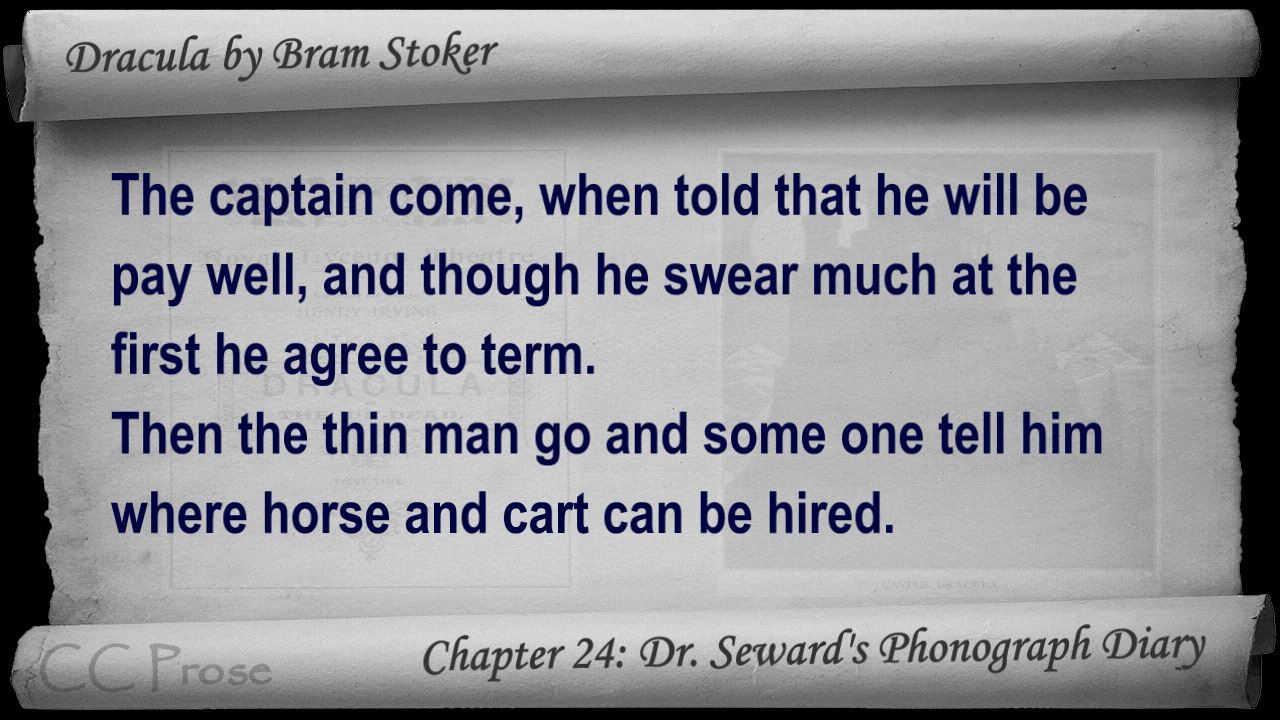 Dracula by Bram Stoker
The captain come, when told that he will be
pay well, and though he swear much at the
first he agree to term.
Then the thin man go and some one tell him
where horse and cart can be hired.
Chapter 24: Dr. Seward's Phonograph Diary
CC Prose